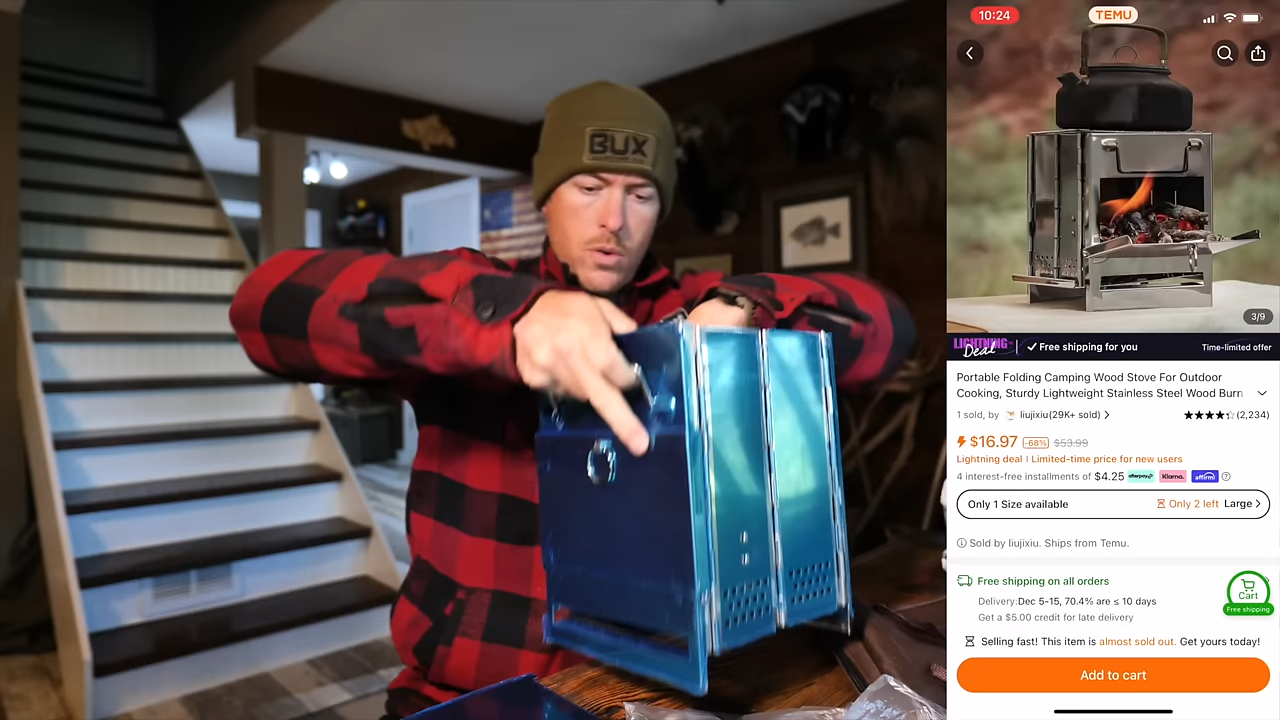 BUX
10:24
TEMU
3/9
LIGHTNING Deal
Free shipping for you
Time-limited offer
Portable Folding Camping Wood Stove For Outdoor
Cooking, Sturdy Lightweight Stainless Steel Wood Burn
1 sold, by liujixiu(29K+ sold)
(2,234)
$16.97 -68% $53.99
Lightning deal | Limited-time price for new users
4 interest-free installments of $4.25 afterpay Klarna. affirm
Only 1 Size available
Only 2 left Large
Sold by liujixiu. Ships from Temu.
Free shipping on all orders
Delivery:Dec 5-15, 70.4% are ≤ 10 days
Get a $5.00 credit for late delivery
Cart
Free shipping
Selling fast! This item is almost sold out. Get yours today!
Add to cart